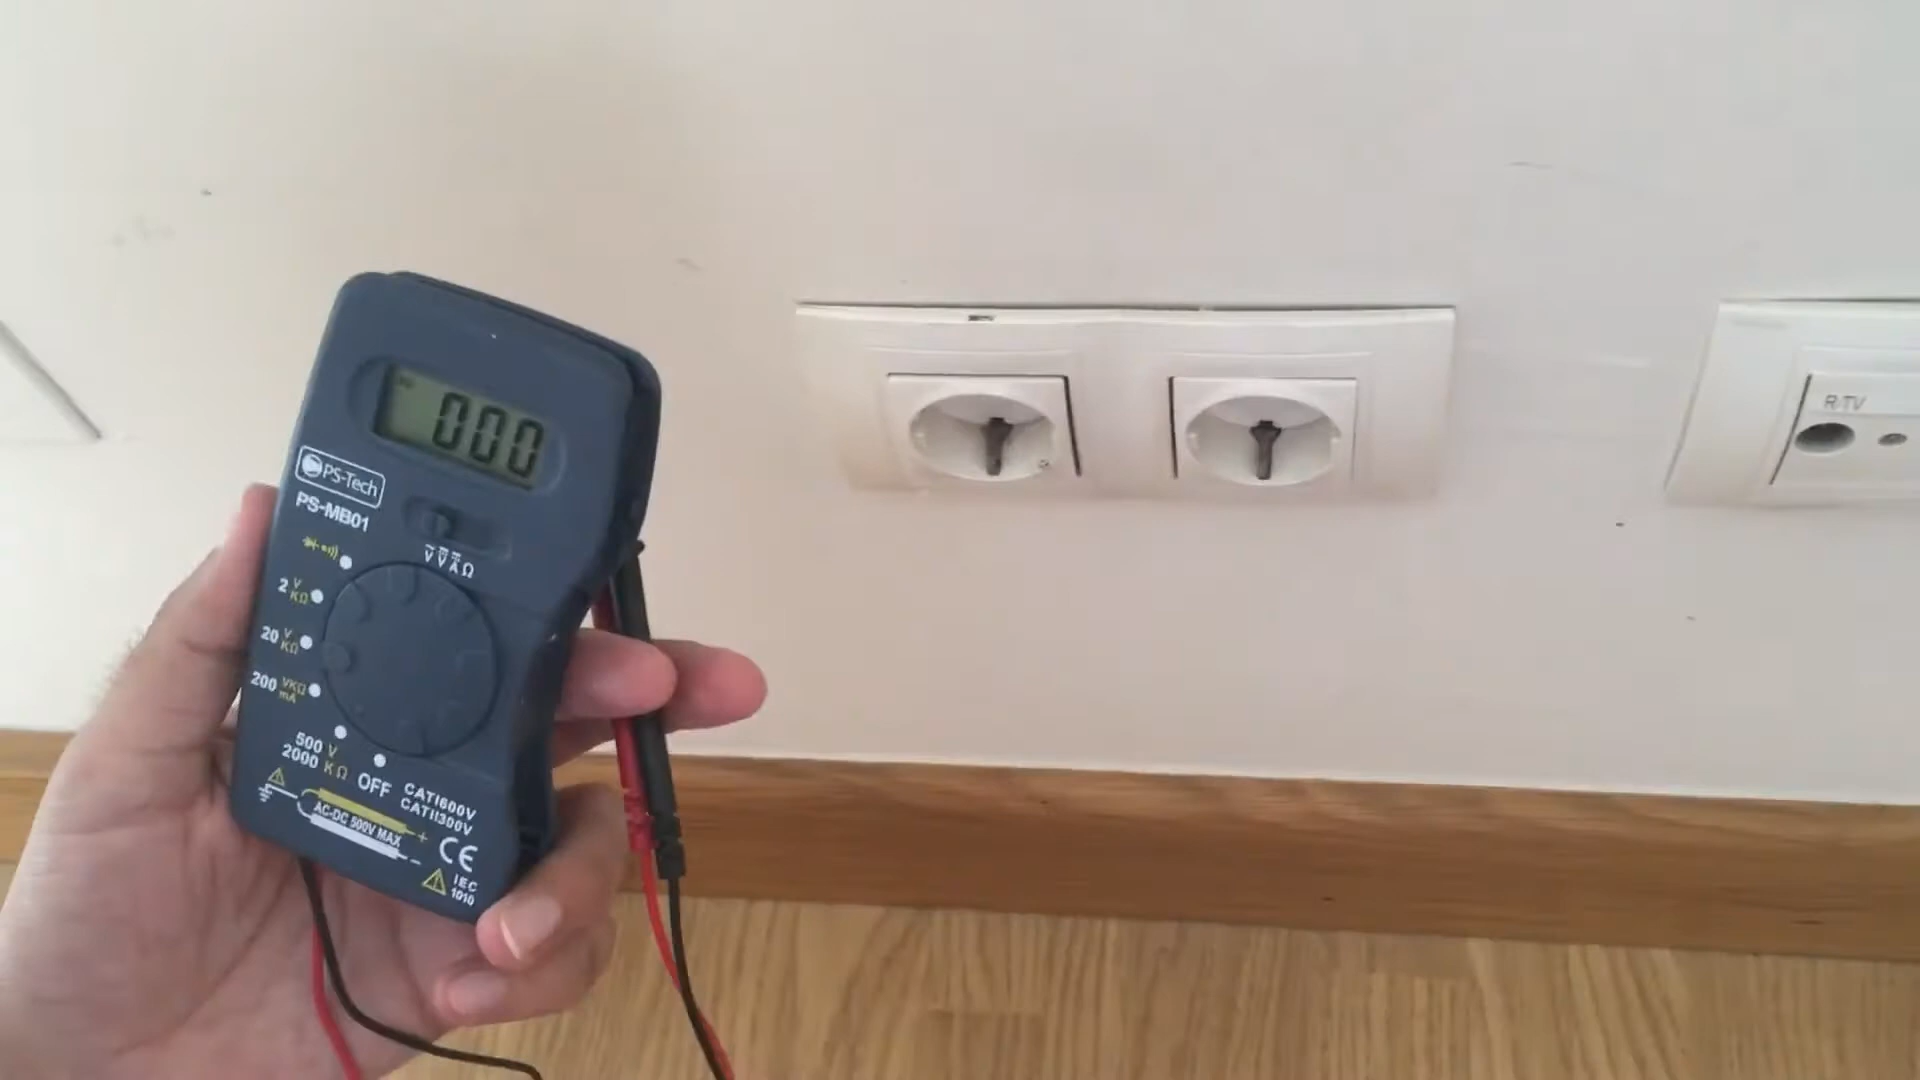 000
PS-Tech
PS-MB01
V V A Ω
2 V KΩ
20 V KΩ
200 VKΩ mA
500 V
2000 KΩ
OFF
CATI600V
CATII300V
AC-DC 500V MAX
+
−
CE
IEC
1010
R-TV